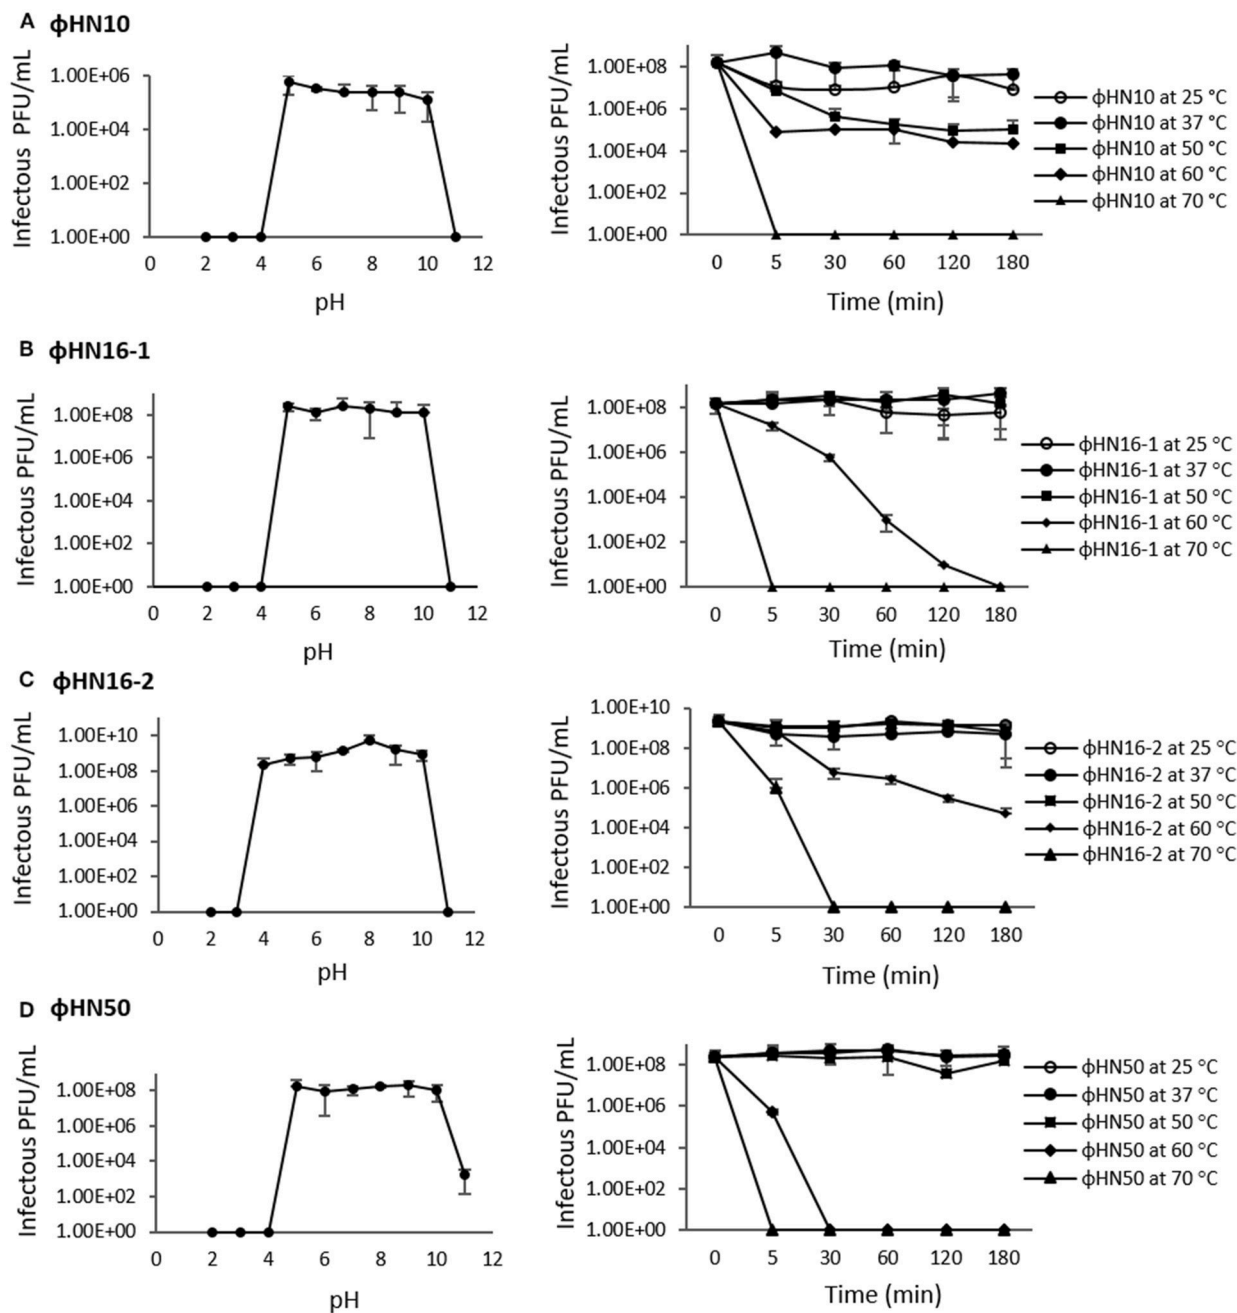 A ϕHN10
Infectous PFU/mL
1.00E+06
1.00E+04
1.00E+02
1.00E+00
0 2 4 6 8 10 12
pH
Infectous PFU/mL
1.00E+08
1.00E+06
1.00E+04
1.00E+02
1.00E+00
0 5 30 60 120 180
Time (min)
ϕHN10 at 25 °C
ϕHN10 at 37 °C
ϕHN10 at 50 °C
ϕHN10 at 60 °C
ϕHN10 at 70 °C
B ϕHN16-1
Infectous PFU/mL
1.00E+08
1.00E+06
1.00E+04
1.00E+02
1.00E+00
0 2 4 6 8 10 12
pH
Infectous PFU/mL
1.00E+08
1.00E+06
1.00E+04
1.00E+02
1.00E+00
0 5 30 60 120 180
Time (min)
ϕHN16-1 at 25 °C
ϕHN16-1 at 37 °C
ϕHN16-1 at 50 °C
ϕHN16-1 at 60 °C
ϕHN16-1 at 70 °C
C ϕHN16-2
Infectous PFU/mL
1.00E+10
1.00E+08
1.00E+06
1.00E+04
1.00E+02
1.00E+00
0 2 4 6 8 10 12
pH
Infectous PFU/mL
1.00E+10
1.00E+08
1.00E+06
1.00E+04
1.00E+02
1.00E+00
0 5 30 60 120 180
Time (min)
ϕHN16-2 at 25 °C
ϕHN16-2 at 37 °C
ϕHN16-2 at 50 °C
ϕHN16-2 at 60 °C
ϕHN16-2 at 70 °C
D ϕHN50
Infectous PFU/mL
1.00E+08
1.00E+06
1.00E+04
1.00E+02
1.00E+00
0 2 4 6 8 10 12
pH
Infectous PFU/mL
1.00E+08
1.00E+06
1.00E+04
1.00E+02
1.00E+00
0 5 30 60 120 180
Time (min)
ϕHN50 at 25 °C
ϕHN50 at 37 °C
ϕHN50 at 50 °C
ϕHN50 at 60 °C
ϕHN50 at 70 °C